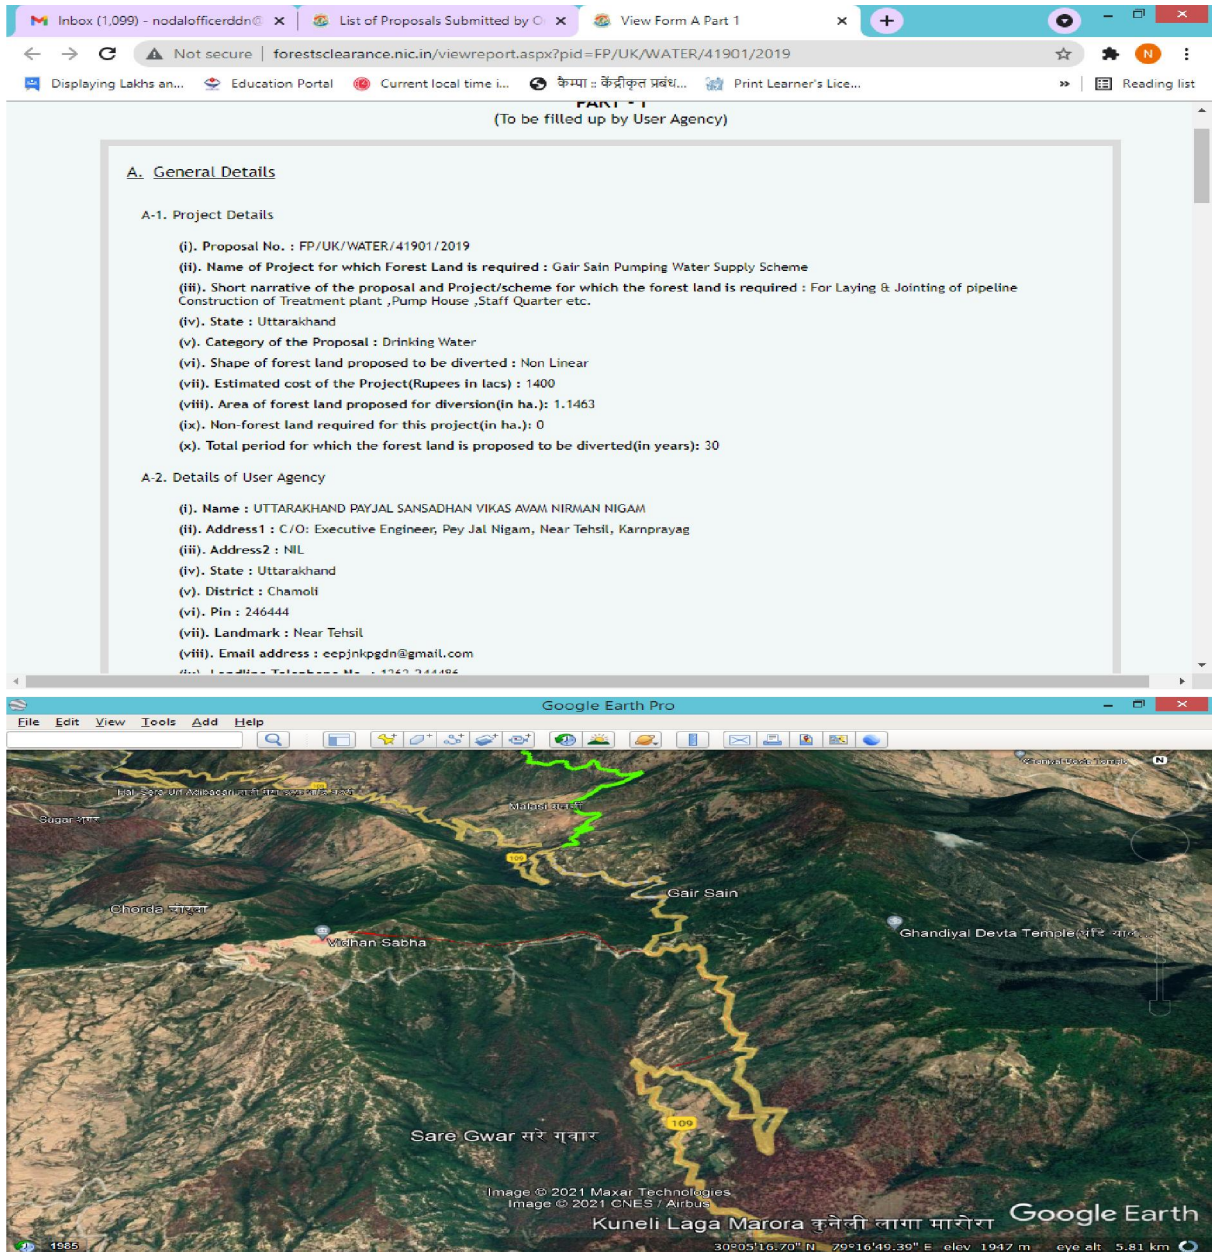 Inbox (1,099) - nodalofficerddn@
List of Proposals Submitted by O
View Form A Part 1
Not secure | forestsclearance.nic.in/viewreport.aspx?pid=FP/UK/WATER/41901/2019
N
Displaying Lakhs an...
Education Portal
Current local time i...
कैम्पा :: केंद्रीकृत प्रबंध...
Print Learner's Lice...
»
Reading list
PART - I
(To be filled up by User Agency)
A. General Details
A-1. Project Details
(i). Proposal No. : FP/UK/WATER/41901/2019
(ii). Name of Project for which Forest Land is required : Gair Sain Pumping Water Supply Scheme
(iii). Short narrative of the proposal and Project/scheme for which the forest land is required : For Laying & Jointing of pipeline
Construction of Treatment plant ,Pump House ,Staff Quarter etc.
(iv). State : Uttarakhand
(v). Category of the Proposal : Drinking Water
(vi). Shape of forest land proposed to be diverted : Non Linear
(vii). Estimated cost of the Project(Rupees in lacs) : 1400
(viii). Area of forest land proposed for diversion(in ha.): 1.1463
(ix). Non-forest land required for this project(in ha.): 0
(x). Total period for which the forest land is proposed to be diverted(in years): 30
A-2. Details of User Agency
(i). Name : UTTARAKHAND PAYJAL SANSADHAN VIKAS AVAM NIRMAN NIGAM
(ii). Address1 : C/O: Executive Engineer, Pey Jal Nigam, Near Tehsil, Karnprayag
(iii). Address2 : NIL
(iv). State : Uttarakhand
(v). District : Chamoli
(vi). Pin : 246444
(vii). Landmark : Near Tehsil
(viii). Email address : eepjnkpgdn@gmail.com
(ix). Landline Telephone No. : 1363-244486
Google Earth Pro
File Edit View Tools Add Help
N
Sugar
Malasi
109
Gair Sain
Chorda
Vidhan Sabha
Ghandiyal Devta Temple
109
Sare Gwar सरे गवार
Image © 2021 Maxar Technologies
Image © 2021 CNES / Airbus
Kuneli Laga Marora कुनेली लागा मारोरा
Google Earth
1985
30°05'16.70" N 79°16'49.39" E elev 1947 m eye alt 5.81 km